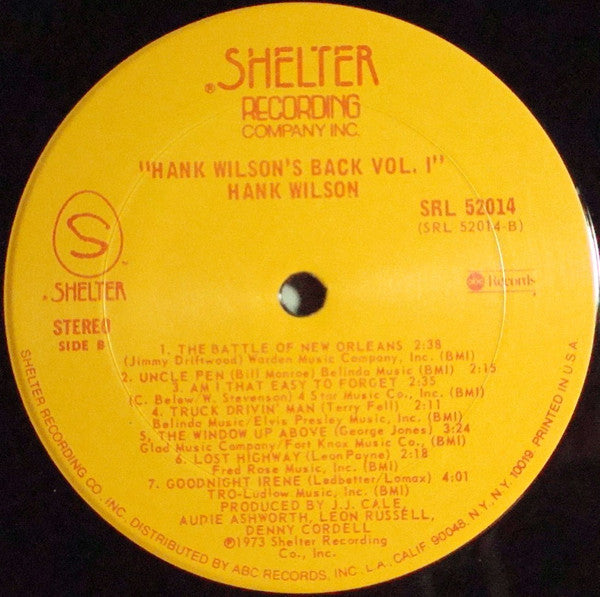 ®SHELTER
RECORDING
COMPANY INC.
"HANK WILSON'S BACK VOL. I"
HANK WILSON
SRL 52014
(SRL 52014-B)
S
SHELTER
™
abc Records
STEREO
SIDE B
1. THE BATTLE OF NEW ORLEANS 2:38
(Jimmy Driftwood) Warden Music Company, Inc. (BMI)
2. UNCLE PEN (Bill Monroe) Belinda Music (BMI) 2:15
3. AM I THAT EASY TO FORGET 2:35
(C. Belew/W. Stevenson) 4 Star Music Co., Inc. (BMI)
4. TRUCK DRIVIN' MAN (Terry Fell) 2:11
Belinda Music/Elvis Presley Music, Inc. (BMI)
5. THE WINDOW UP ABOVE (George Jones) 3:24
Glad Music Company/Fort Knox Music Co. (BMI)
6. LOST HIGHWAY (Leon Payne) 2:18
Fred Rose Music, Inc. (BMI)
7. GOODNIGHT IRENE (Ledbetter/Lomax) 4:01
TRO-Ludlow Music, Inc. (BMI)
PRODUCED BY J.J. CALE,
AUDIE ASHWORTH, LEON RUSSELL,
DENNY CORDELL
℗1973 Shelter Recording
Co., Inc.
SHELTER RECORDING CO., INC. DISTRIBUTED BY ABC RECORDS, INC. L.A., CALIF. 90048, N.Y., N.Y. 10019. PRINTED IN U.S.A.